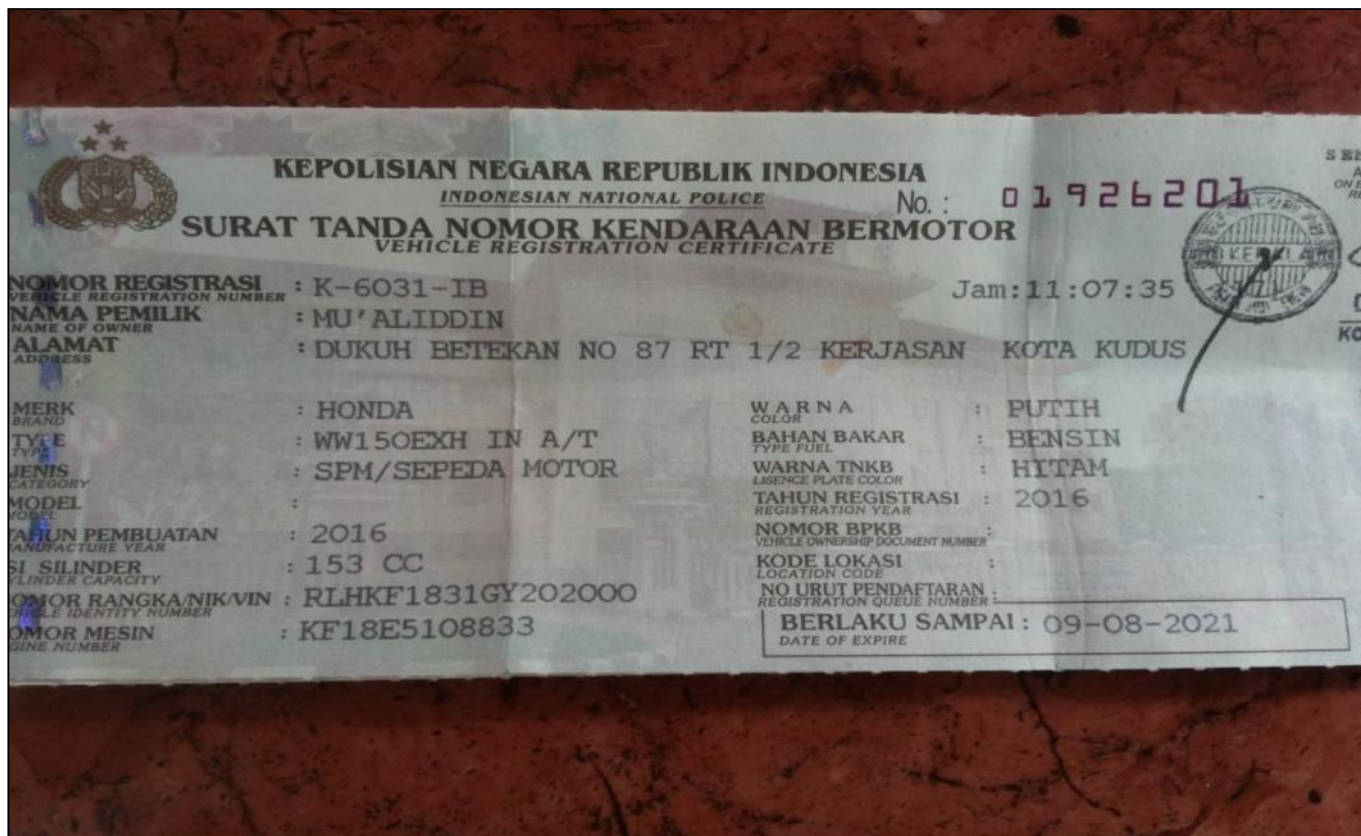 KEPOLISIAN NEGARA REPUBLIK INDONESIA
INDONESIAN NATIONAL POLICE
No. : 01926201
SURAT TANDA NOMOR KENDARAAN BERMOTOR
VEHICLE REGISTRATION CERTIFICATE
NOMOR REGISTRASI : K-6031-IB Jam:11:07:35
VEHICLE REGISTRATION NUMBER
NAMA PEMILIK : MU'ALIDDIN
NAME OF OWNER
ALAMAT : DUKUH BETEKAN NO 87 RT 1/2 KERJASAN KOTA KUDUS
ADDRESS
MERK : HONDA
BRAND
TYPE : WW150EXH IN A/T
TYPE
JENIS : SPM/SEPEDA MOTOR
CATEGORY
MODEL :
MODEL
TAHUN PEMBUATAN : 2016
MANUFACTURE YEAR
SI SILINDER : 153 CC
YLINDER CAPACITY
OMOR RANGKA/NIK/VIN : RLHKF1831GY202000
HICLE IDENTITY NUMBER
OMOR MESIN : KF18E5108833
GINE NUMBER
WARNA : PUTIH
COLOR
BAHAN BAKAR : BENSIN
TYPE FUEL
WARNA TNKB : HITAM
LISENCE PLATE COLOR
TAHUN REGISTRASI : 2016
REGISTRATION YEAR
NOMOR BPKB :
VEHICLE OWNERSHIP DOCUMENT NUMBER
KODE LOKASI :
LOCATION CODE
NO URUT PENDAFTARAN :
REGISTRATION QUEUE NUMBER
BERLAKU SAMPAI : 09-08-2021
DATE OF EXPIRE